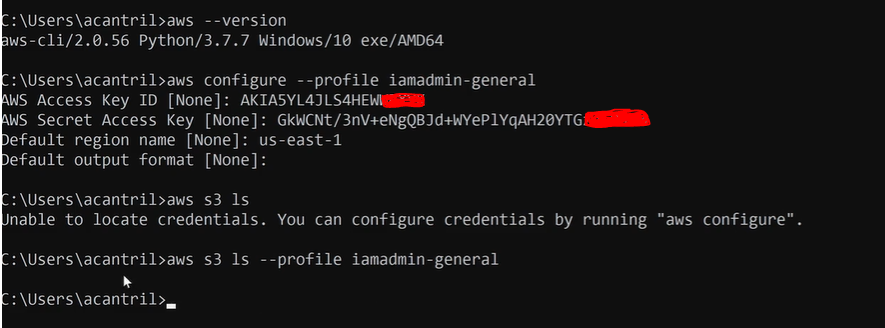 C:\Users\acantril>aws --version
aws-cli/2.0.56 Python/3.7.7 Windows/10 exe/AMD64
C:\Users\acantril>aws configure --profile iamadmin-general
AWS Access Key ID [None]: AKIA5YL4JLS4HEW
AWS Secret Access Key [None]: GkWCNt/3nV+eNgQBJd+WYePlYqAH20YTG
Default region name [None]: us-east-1
Default output format [None]:
C:\Users\acantril>aws s3 ls
Unable to locate credentials. You can configure credentials by running "aws configure".
C:\Users\acantril>aws s3 ls --profile iamadmin-general
C:\Users\acantril>